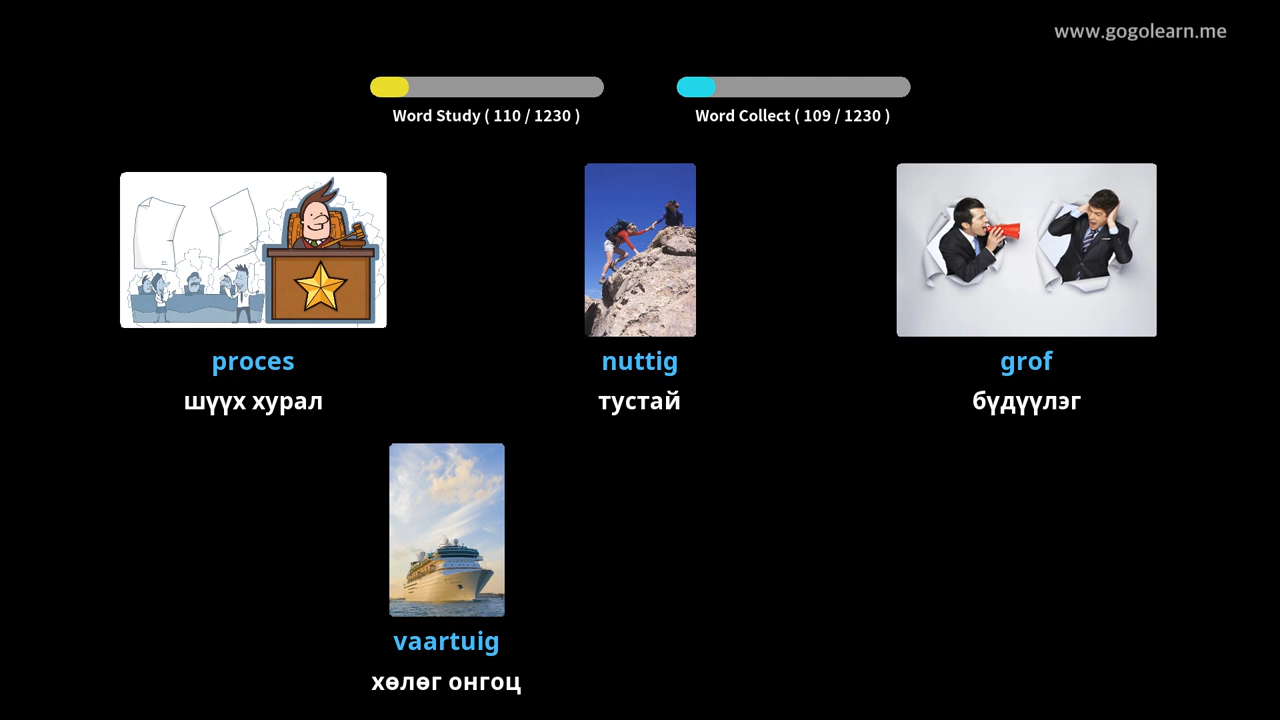 www.gogolearn.me
Word Study ( 110 / 1230 )
Word Collect ( 109 / 1230 )
proces
nuttig
grof
шүүх хурал
тустай
бүдүүлэг
vaartuig
хөлөг онгоц